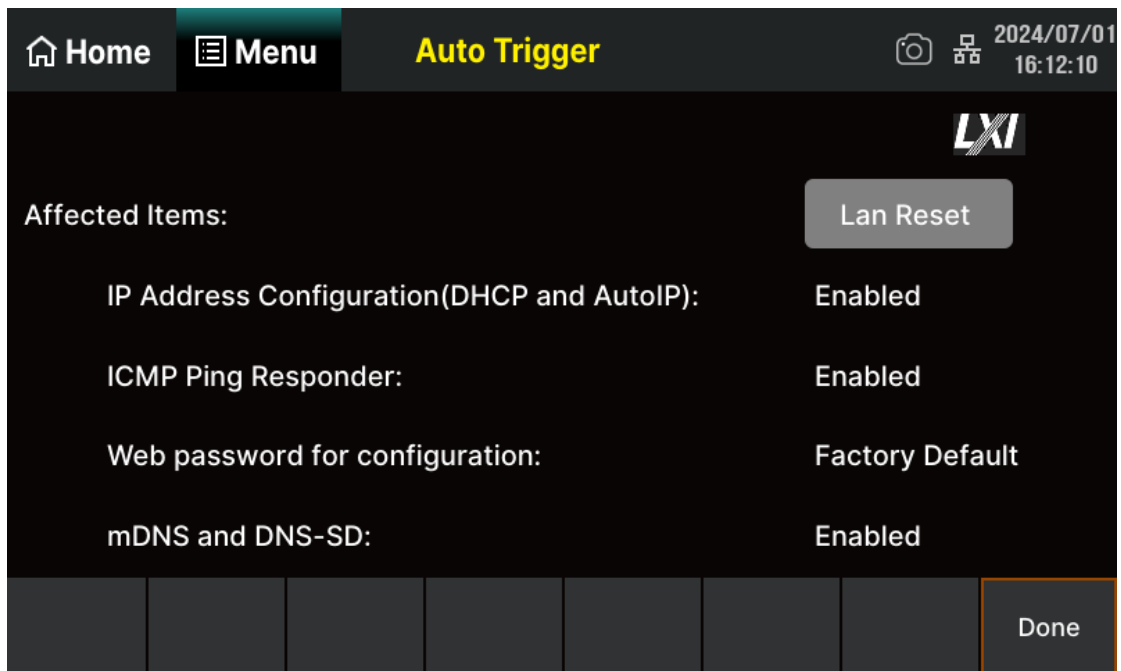 Home Menu Auto Trigger 2024/07/01
16:12:10
LXI
Affected Items: Lan Reset
IP Address Configuration(DHCP and AutoIP): Enabled
ICMP Ping Responder: Enabled
Web password for configuration: Factory Default
mDNS and DNS-SD: Enabled
Done